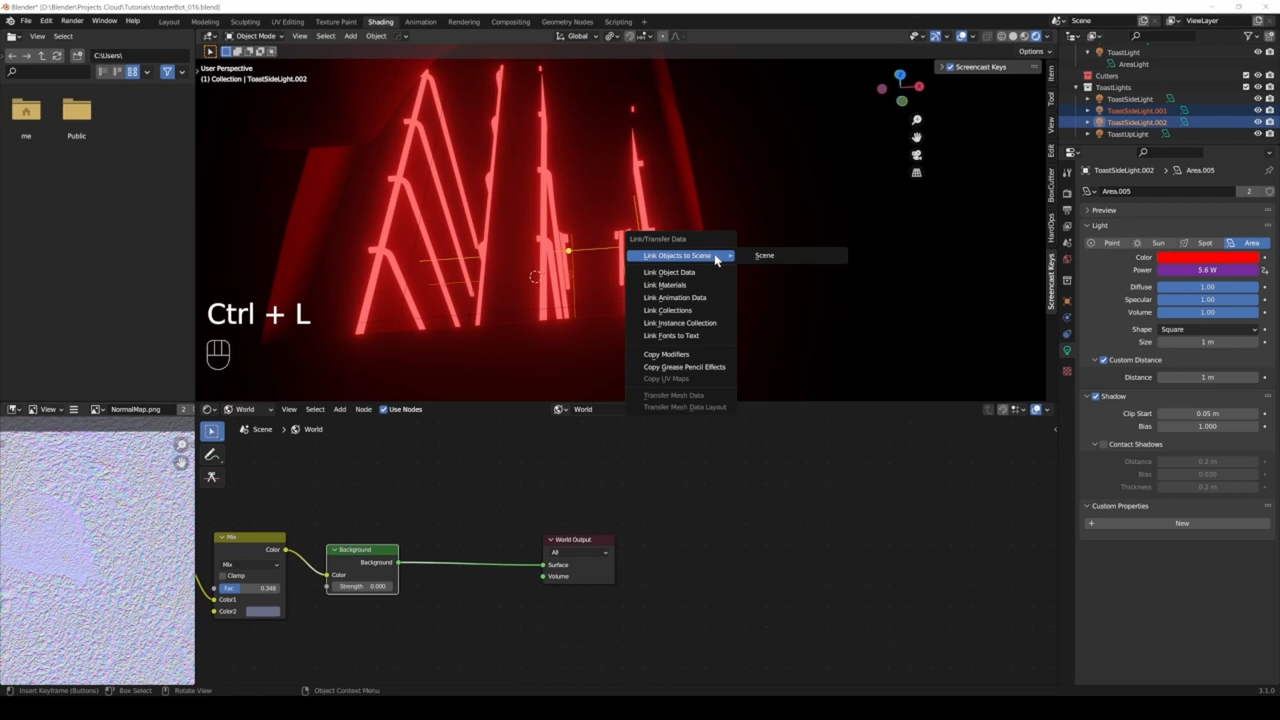 Blender* [D:\Projects Cloud\Tutorials\toasterBot_016.blend]
File Edit Render Window Help
Layout Modeling Sculpting UV Editing Texture Paint Shading Animation Rendering Compositing Geometry Nodes Scripting +
Scene ViewLayer
View Select
Object Mode View Select Add Object Global
C:\Users\
Options
me Public
User Perspective
(1) Collection | ToastSideLight.002
Screencast Keys
Ctrl + L
Link/Transfer Data
Link Objects to Scene
Scene
Link Object Data
Link Materials
Link Animation Data
Link Collections
Link Instance Collection
Link Fonts to Text
Copy Modifiers
Copy Grease Pencil Effects
Copy UV Maps
Transfer Mesh Data
Transfer Mesh Data Layout
Item
Tool
View
Edit
BoxCutter
HardOps
Screencast Keys
ToastLight
AreaLight
Cutters
ToastLights
ToastSideLight
ToastSideLight.001
ToastSideLight.002
ToastUpLight
ToastSideLight.002 > Area.005
Area.005 2
Preview
Light
Point Sun Spot Area
Color
Power 5.6 W
Diffuse 1.00
Specular 1.00
Volume 1.00
Shape Square
Size 1 m
Custom Distance
Distance 1 m
Shadow
Clip Start 0.05 m
Bias 1.000
Contact Shadows
Distance 0.2 m
Bias 0.030
Thickness 0.2 m
Custom Properties
New
View NormalMap.png 2
World View Select Add Node Use Nodes World
Scene > World
Mix
Color
Mix
Clamp
Fac 0.348
Color1
Color2
Background
Background
Color
Strength 0.000
World Output
All
Surface
Volume
Insert Keyframe (Buttons) Box Select Rotate View Object Context Menu 3.1.0